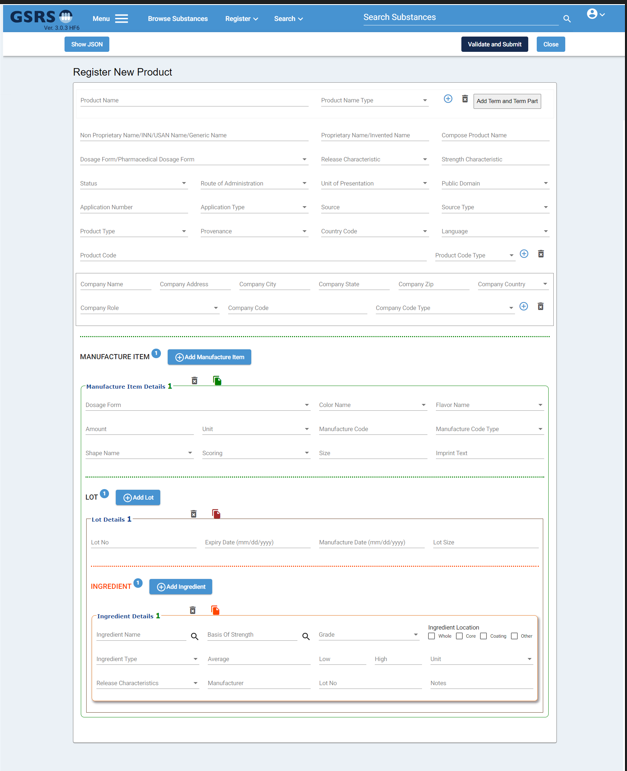 GSRS Menu Browse Substances Register Search Search Substances
Ver. 3.0.3 HF6
Show JSON Validate and Submit Close
Register New Product
Product Name Product Name Type Add Term and Term Part
Non Proprietary Name/INN/USAN Name/Generic Name Proprietary Name/Invented Name Compose Product Name
Dosage Form/Pharmacedical Dosage Form Release Characteristic Strength Characteristic
Status Route of Administration Unit of Presentation Public Domain
Application Number Application Type Source Source Type
Product Type Provenance Country Code Language
Product Code Product Code Type
Company Name Company Address Company City Company State Company Zip Company Country
Company Role Company Code Company Code Type
MANUFACTURE ITEM 1 Add Manufacture Item
Manufacture Item Details 1
Dosage Form Color Name Flavor Name
Amount Unit Manufacture Code Manufacture Code Type
Shape Name Scoring Size Imprint Text
LOT 1 Add Lot
Lot Details 1
Lot No Expiry Date (mm/dd/yyyy) Manufacture Date (mm/dd/yyyy) Lot Size
INGREDIENT 1 Add Ingredient
Ingredient Details 1
Ingredient Location
Ingredient Name Basis Of Strength Grade Whole Core Coating Other
Ingredient Type Average Low High Unit
Release Characteristics Manufacturer Lot No Notes